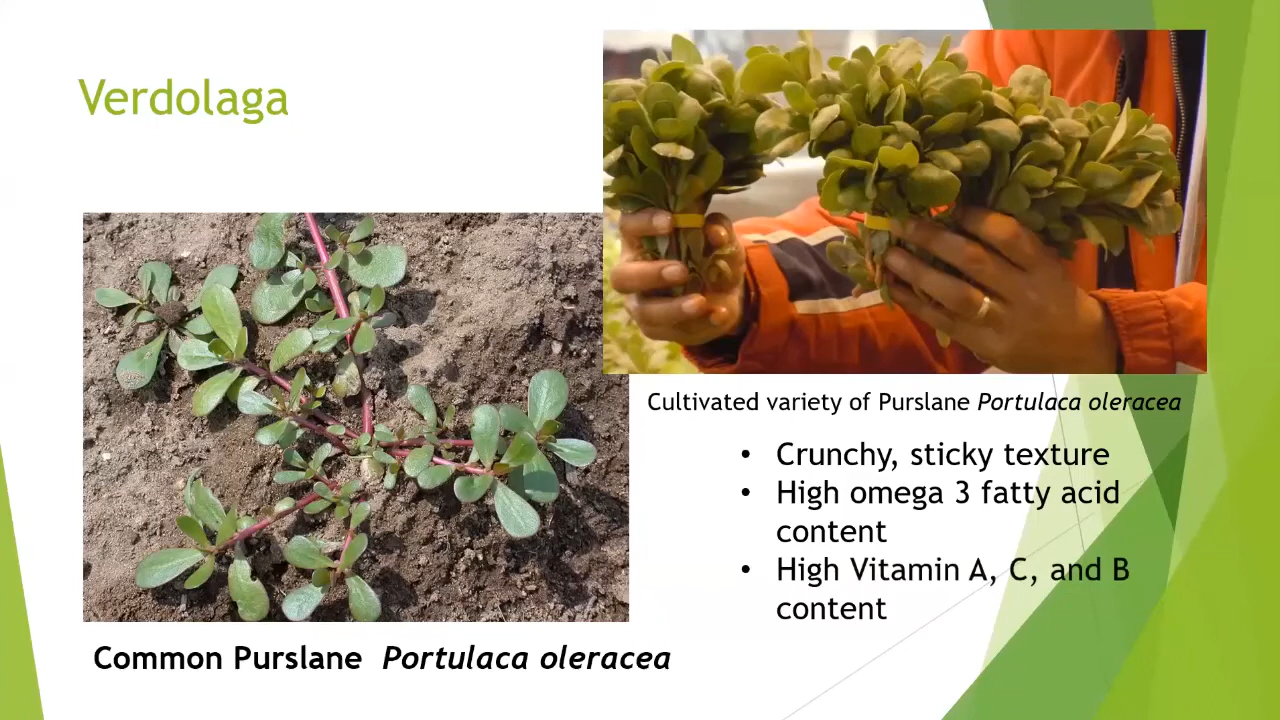 Verdolaga
Cultivated variety of Purslane Portulaca oleracea
• Crunchy, sticky texture
• High omega 3 fatty acid
content
• High Vitamin A, C, and B
content
Common Purslane Portulaca oleracea